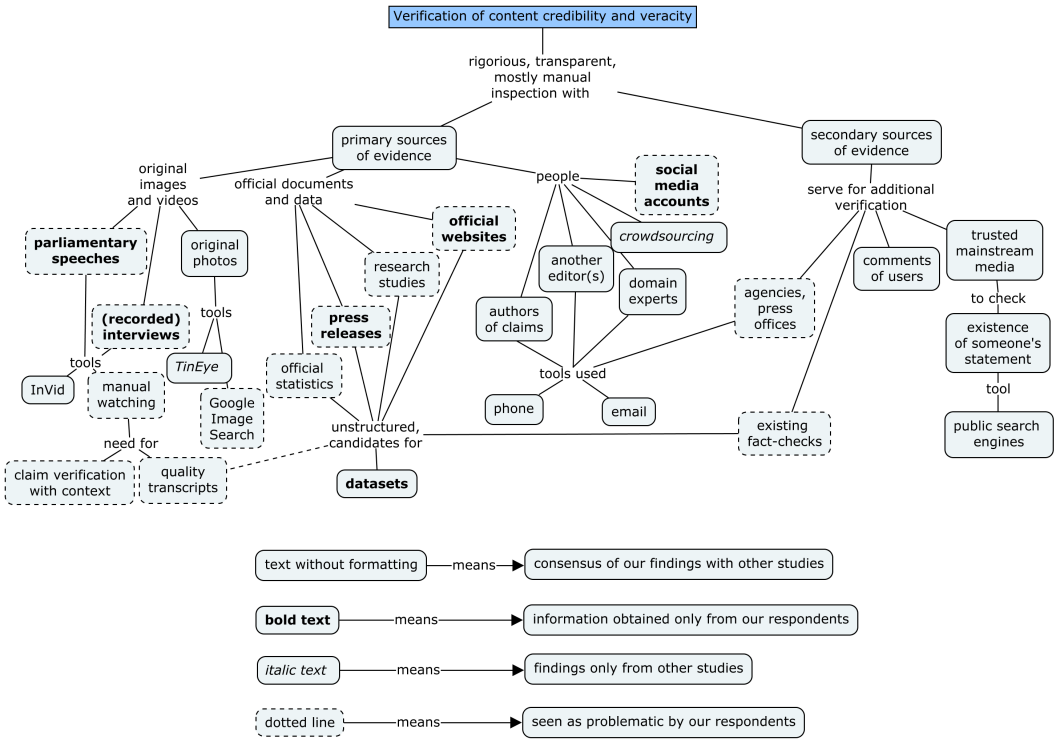 Verification of content credibility and veracity
rigorious, transparent,
mostly manual
inspection with
primary sources
of evidence
secondary sources
of evidence
original
images
and videos
official documents
and data
people
social
media
accounts
serve for additional
verification
parliamentary
speeches
original
photos
official
websites
crowdsourcing
trusted
mainstream
media
research
studies
another
editor(s)
domain
experts
comments
of users
agencies,
press
offices
(recorded)
interviews
tools
press
releases
authors
of claims
to check
existence
of someone's
statement
tools
TinEye
InVid
manual
watching
official
statistics
tools used
tool
Google
Image
Search
phone
email
public search
engines
need for
unstructured,
candidates for
existing
fact-checks
claim verification
with context
quality
transcripts
datasets
text without formatting
means
consensus of our findings with other studies
bold text
means
information obtained only from our respondents
italic text
means
findings only from other studies
dotted line
means
seen as problematic by our respondents